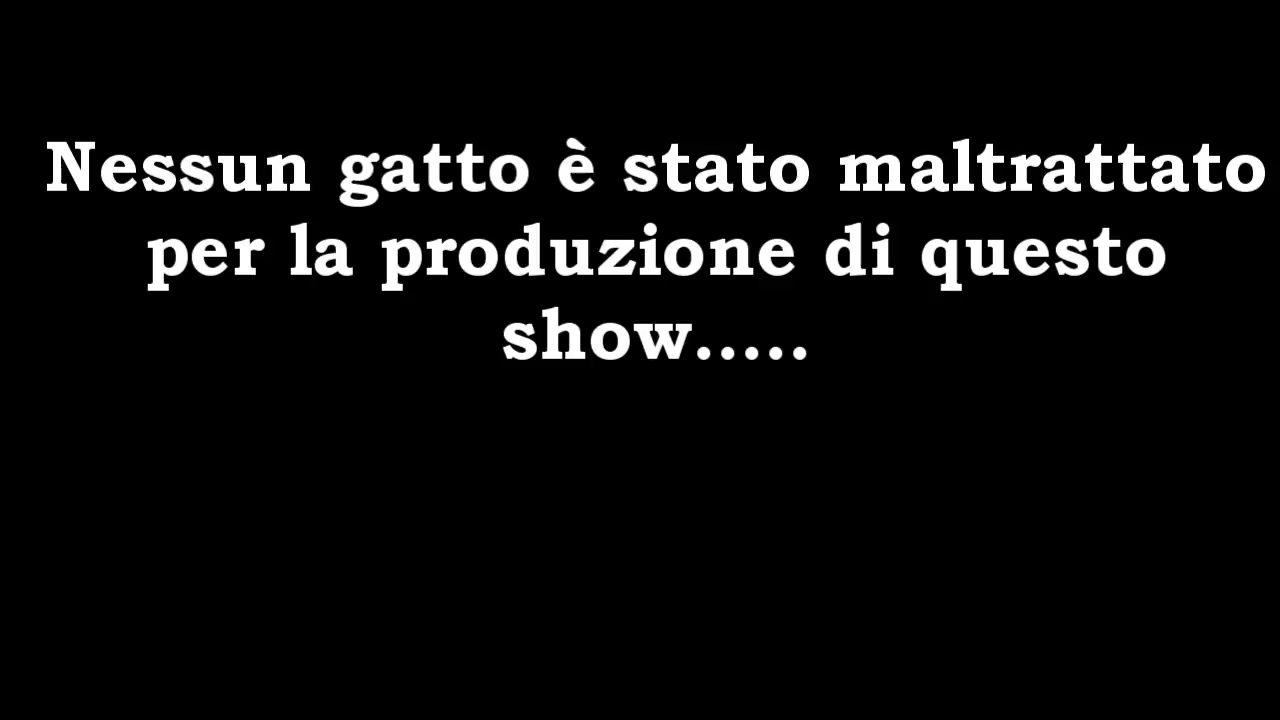 Nessun gatto è stato maltrattato
per la produzione di questo
show.....